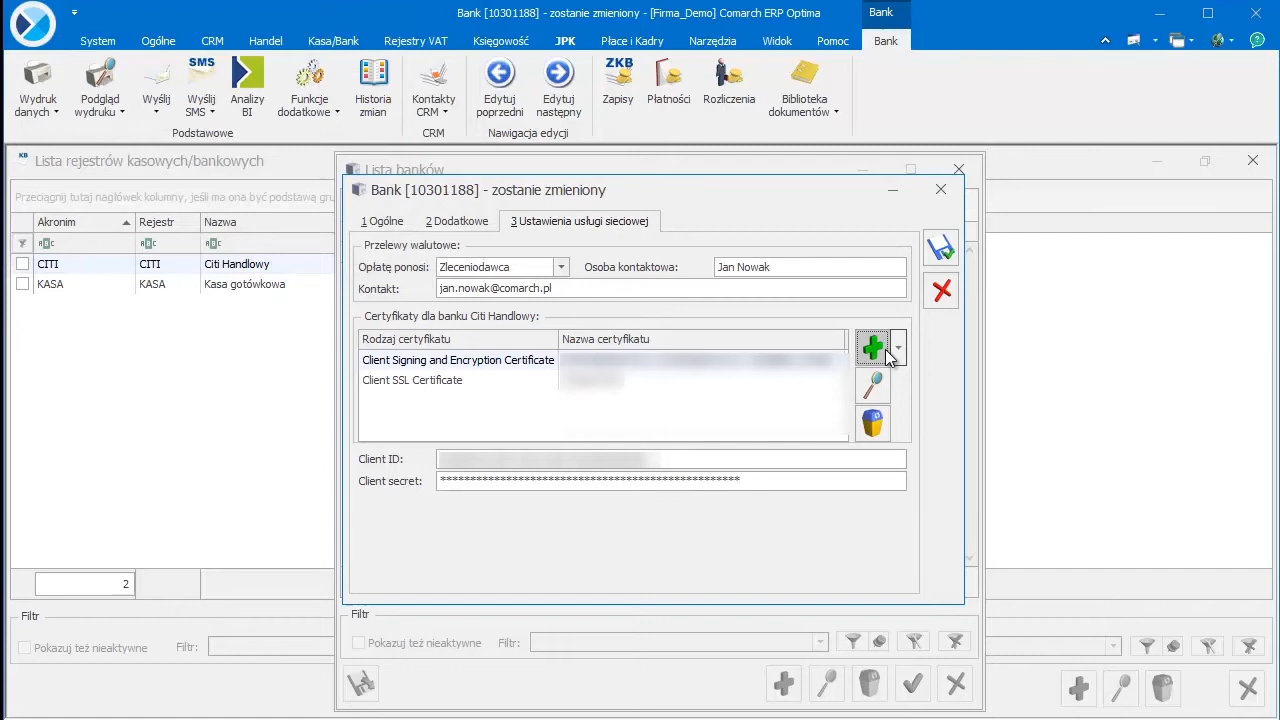 Bank [10301188] - zostanie zmieniony - [Firma_Demo] Comarch ERP Optima
Bank
System Ogólne CRM Handel Kasa/Bank Rejestry VAT Księgowość JPK Płace i Kadry Narzędzia Widok Pomoc Bank
SMS ZKB
Wydruk danych Podgląd wydruku Wyślij Wyślij SMS Analizy BI Funkcje dodatkowe Historia zmian Kontakty CRM Edytuj poprzedni Edytuj następny Zapisy Płatności Rozliczenia Biblioteka dokumentów
Podstawowe CRM Nawigacja edycji
KB Lista rejestrów kasowych/bankowych
Lista banków
Przeciągnij tutaj nagłówek kolumny, jeśli ma ona być podstawą gru
Akronim Rejestr Nazwa
CITI CITI Citi Handlowy
KASA KASA Kasa gotówkowa
2
Filtr
Pokazuj też nieaktywne Filtr:
Bank [10301188] - zostanie zmieniony
1 Ogólne 2 Dodatkowe 3 Ustawienia usługi sieciowej
Przelewy walutowe:
Opłatę ponosi: Zleceniodawca Osoba kontaktowa: Jan Nowak
Kontakt: jan.nowak@comarch.pl
Certyfikaty dla banku Citi Handlowy:
Rodzaj certyfikatu Nazwa certyfikatu
Client Signing and Encryption Certificate
Client SSL Certificate
Client ID:
Client secret: **************************************************
Filtr
Pokazuj też nieaktywne Filtr: